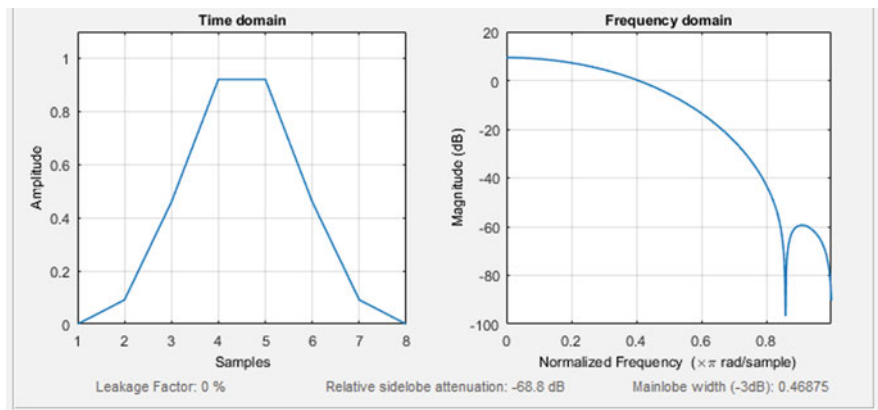 Time domain
Frequency domain
Amplitude
1
0.8
0.6
0.4
0.2
0
1 2 3 4 5 6 7 8
Samples
Magnitude (dB)
20
0
-20
-40
-60
-80
-100
0 0.2 0.4 0.6 0.8
Normalized Frequency (×π rad/sample)
Leakage Factor: 0 %
Relative sidelobe attenuation: -68.8 dB
Mainlobe width (-3dB): 0.46875